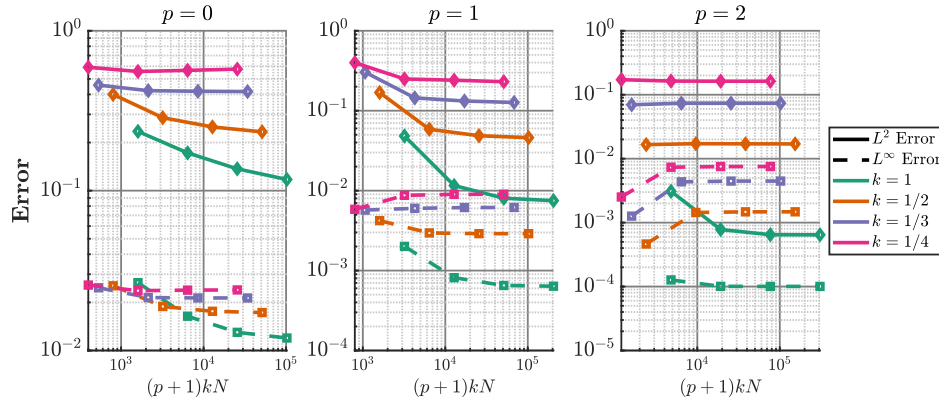 p = 0
p = 1
p = 2
Error
10^0
10^-1
10^-2
10^3
10^4
10^5
(p + 1)kN
10^0
10^-1
10^-2
10^-3
10^-4
10^3
10^4
10^5
(p + 1)kN
10^0
10^-1
10^-2
10^-3
10^-4
10^-5
10^4
10^5
(p + 1)kN
L^2 Error
L^∞ Error
k = 1
k = 1/2
k = 1/3
k = 1/4